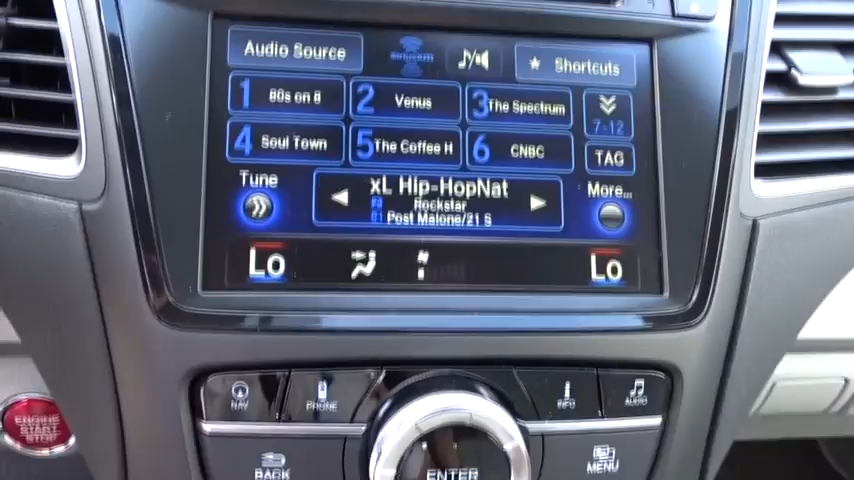 Audio Source
siriusxm
Shortcuts
1 80s on 8
2 Venus
3 The Spectrum
7:12
4 Soul Town
5 The Coffee H
6 CNBC
TAG
Tune
xL Hip-HopNat
Rockstar
Post Malone/21 S
More...
Lo
Lo
NAV
PHONE
INFO
AUDIO
ENGINE
START
STOP
BACK
ENTER
MENU